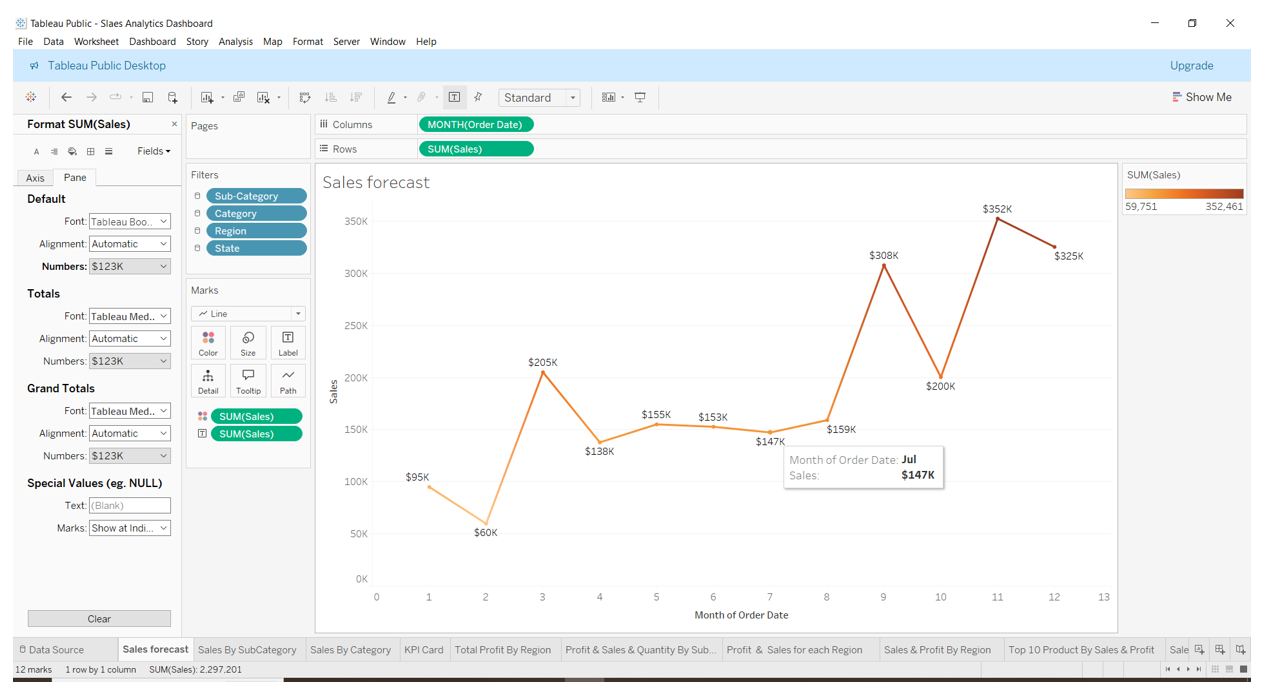 Tableau Public - Slaes Analytics Dashboard
File Data Worksheet Dashboard Story Analysis Map Format Server Window Help
Tableau Public Desktop
Upgrade
Standard
Show Me
Format SUM(Sales)
Fields
Axis Pane
Default
Font: Tableau Boo..
Alignment: Automatic
Numbers: $123K
Totals
Font: Tableau Med..
Alignment: Automatic
Numbers: $123K
Grand Totals
Font: Tableau Med..
Alignment: Automatic
Numbers: $123K
Special Values (eg. NULL)
Text: (Blank)
Marks: Show at Indi...
Clear
Pages
Filters
Sub-Category
Category
Region
State
Marks
Line
Color Size Label
Detail Tooltip Path
SUM(Sales)
SUM(Sales)
Columns MONTH(Order Date)
Rows SUM(Sales)
Sales forecast
350K
300K
250K
200K
150K
100K
50K
0K
Sales
$95K
$60K
$205K
$138K
$155K
$153K
$147K
$159K
$308K
$200K
$352K
$325K
Month of Order Date: Jul
Sales: $147K
0 1 2 3 4 5 6 7 8 9 10 11 12 13
Month of Order Date
SUM(Sales)
59,751 352,461
Data Source Sales forecast Sales By SubCategory Sales By Category KPI Card Total Profit By Region Profit & Sales & Quantity By Sub... Profit & Sales for each Region Sales & Profit By Region Top 10 Product By Sales & Profit Sale
12 marks 1 row by 1 column SUM(Sales): 2,297,201